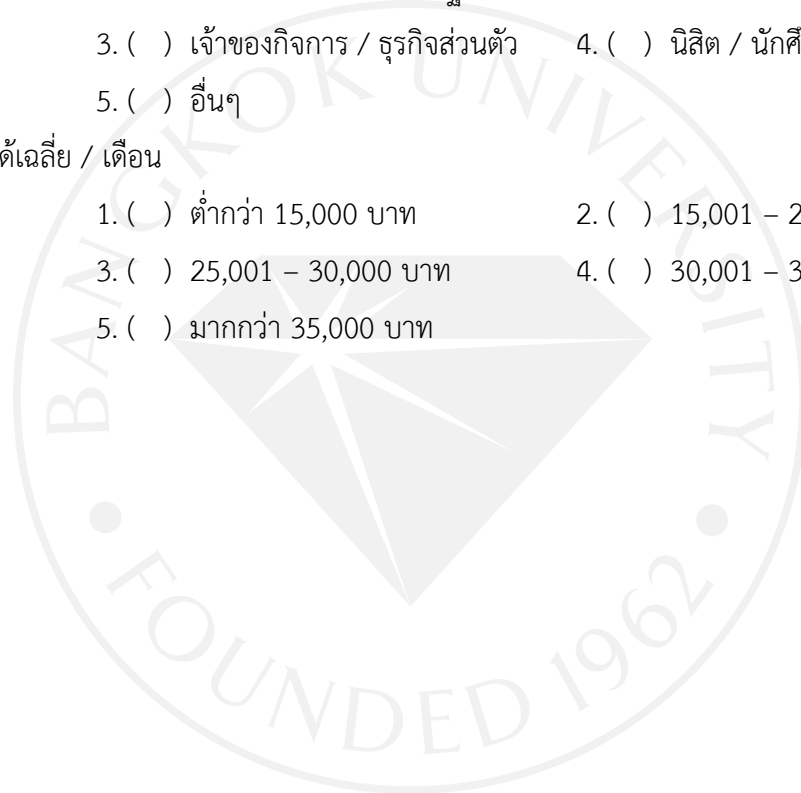 3. ( ) เจ้าของกิจการ / ธุรกิจส่วนตัว 4. ( ) นิสิต / นักศึ
5. ( ) อื่นๆ
ด้เฉลี่ย / เดือน
1. ( ) ต่ำกว่า 15,000 บาท 2. ( ) 15,001 – 2
3. ( ) 25,001 – 30,000 บาท 4. ( ) 30,001 – 3
5. ( ) มากกว่า 35,000 บาท
BANGKOK UNIVERSITY
FOUNDED 1962